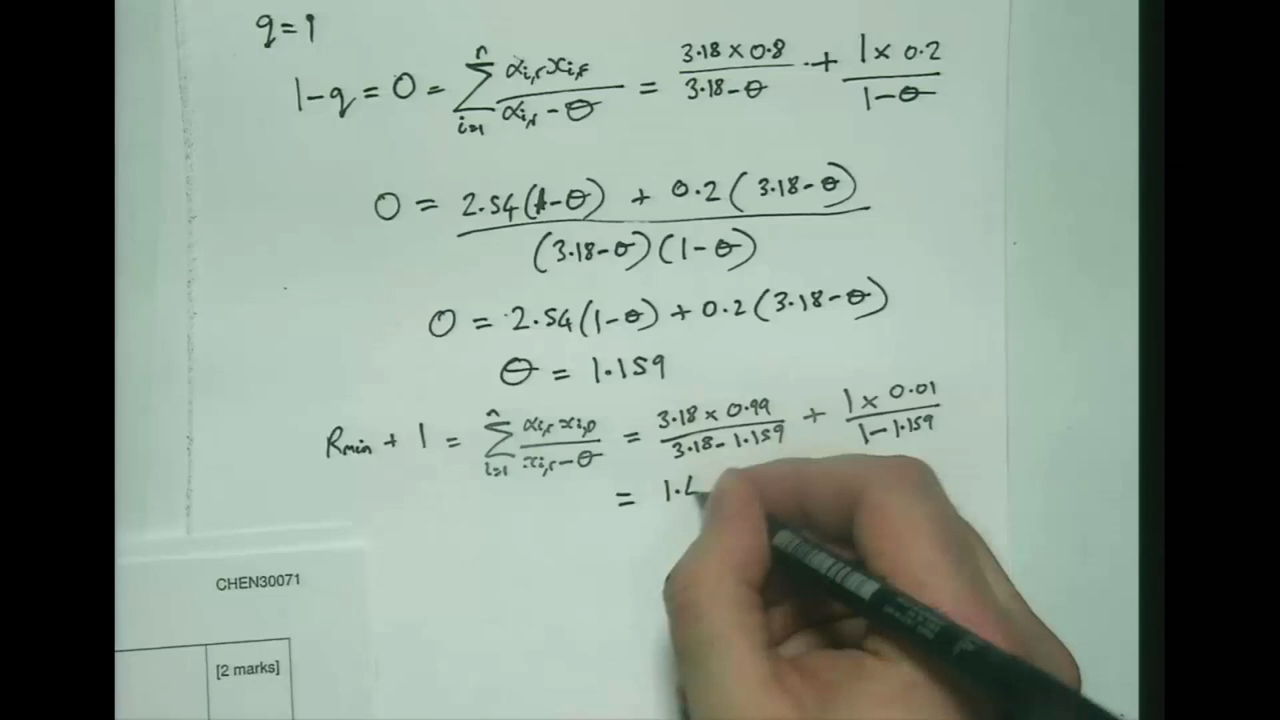 q = 1
1 - q = 0 = ∑_{i=1}^{n} α_{i,r} x_{i,F} / (α_{i,r} - θ) = (3.18 × 0.8) / (3.18 - θ) + (1 × 0.2) / (1 - θ)
0 = (2.54(1-θ) + 0.2(3.18-θ)) / ((3.18-θ)(1-θ))
0 = 2.54(1-θ) + 0.2(3.18-θ)
θ = 1.159
R_min + 1 = ∑_{i=1}^{n} α_{i,r} x_{i,D} / (x_{i,r} - θ) = (3.18 × 0.99) / (3.18 - 1.159) + (1 × 0.01) / (1 - 1.159)
= 1.4
CHEN30071
[2 marks]